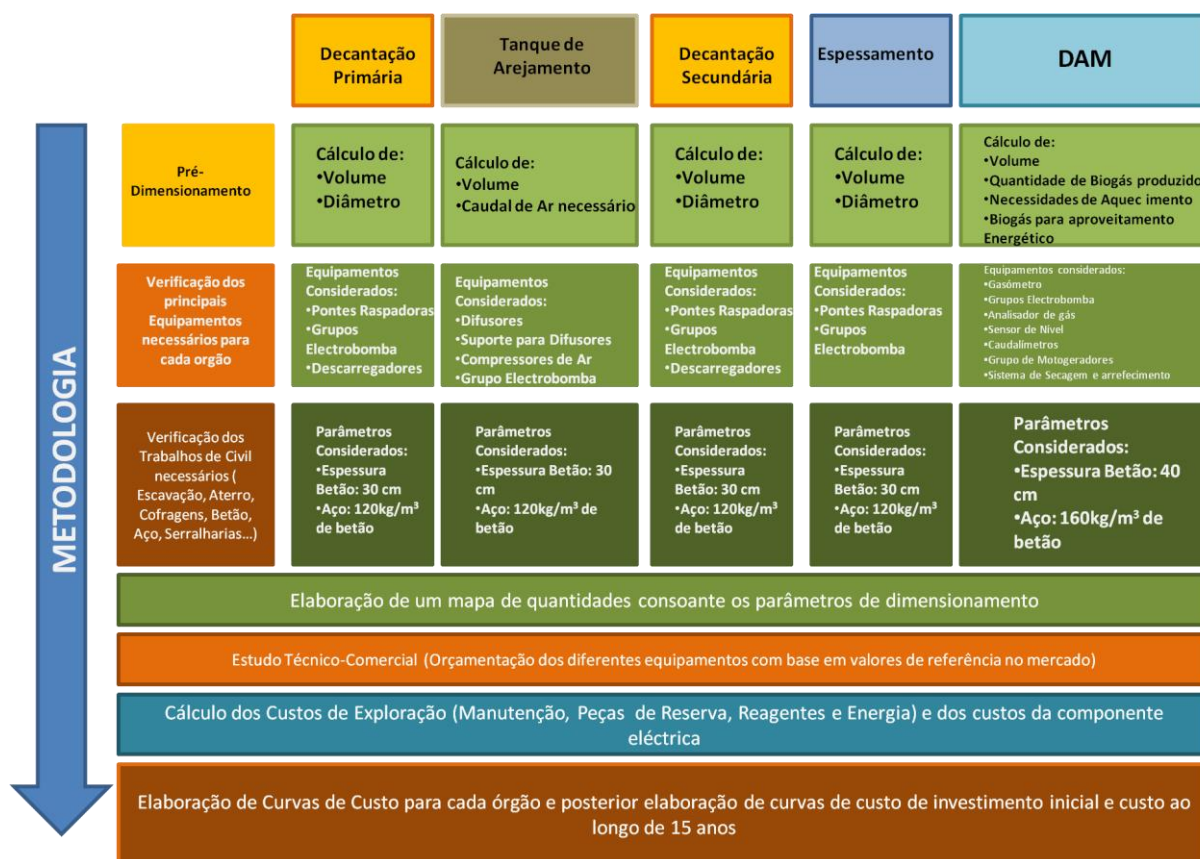 Decantação
Primária
Tanque de
Arejamento
Decantação
Secundária
Espessamento
DAM
METODOLOGIA
Pré-
Dimensionamento
Cálculo de:
•Volume
•Diâmetro
Cálculo de:
•Volume
•Caudal de Ar necessário
Cálculo de:
•Volume
•Diâmetro
Cálculo de:
•Volume
•Diâmetro
Cálculo de:
•Volume
•Quantidade de Biogás produzido
•Necessidades de Aquec imento
•Biogás para aproveitamento
Energético
Verificação dos
principais
Equipamentos
necessários para
cada orgão
Equipamentos
Considerados:
•Pontes Raspadoras
•Grupos
Electrobomba
•Descarregadores
Equipamentos
Considerados:
•Difusores
•Suporte para Difusores
•Compressores de Ar
•Grupo Electrobomba
Equipamentos
Considerados:
•Pontes Raspadoras
•Grupos
Electrobomba
•Descarregadores
Equipamentos
Considerados:
•Pontes Raspadoras
•Grupos
Electrobomba
Equipamentos considerados:
•Gasómetro
•Grupos Electrobomba
•Analisador de gás
•Sensor de Nível
•Caudalímetros
•Grupo de Motogeradores
•Sistema de Secagem e arrefecimento
Verificação dos
Trabalhos de Civil
necessários (
Escavação, Aterro,
Cofragens, Betão,
Aço, Serralharias...)
Parâmetros
Considerados:
•Espessura
Betão: 30 cm
•Aço: 120kg/m³
de betão
Parâmetros
Considerados:
•Espessura Betão: 30
cm
•Aço: 120kg/m³ de
betão
Parâmetros
Considerados:
•Espessura
Betão: 30 cm
•Aço: 120kg/m³
de betão
Parâmetros
Considerados:
•Espessura
Betão: 30 cm
•Aço: 120kg/m³
de betão
Parâmetros
Considerados:
•Espessura Betão: 40
cm
•Aço: 160kg/m³ de
betão
Elaboração de um mapa de quantidades consoante os parâmetros de dimensionamento
Estudo Técnico-Comercial (Orçamentação dos diferentes equipamentos com base em valores de referência no mercado)
Cálculo dos Custos de Exploração (Manutenção, Peças de Reserva, Reagentes e Energia) e dos custos da componente
eléctrica
Elaboração de Curvas de Custo para cada órgão e posterior elaboração de curvas de custo de investimento inicial e custo ao
longo de 15 anos